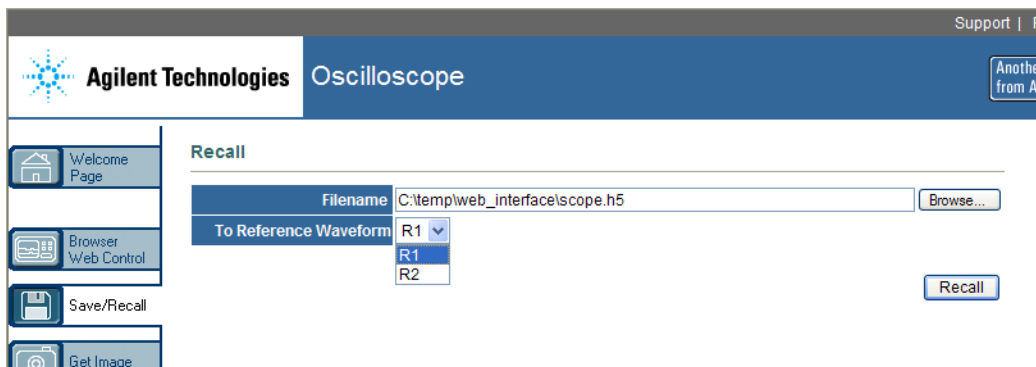 Support |
Agilent Technologies
Oscilloscope
Welcome
Page
Browser
Web Control
Save/Recall
Get Image
Recall
Filename C:\temp\web_interface\scope.h5 Browse...
To Reference Waveform R1
R1
R2
Recall